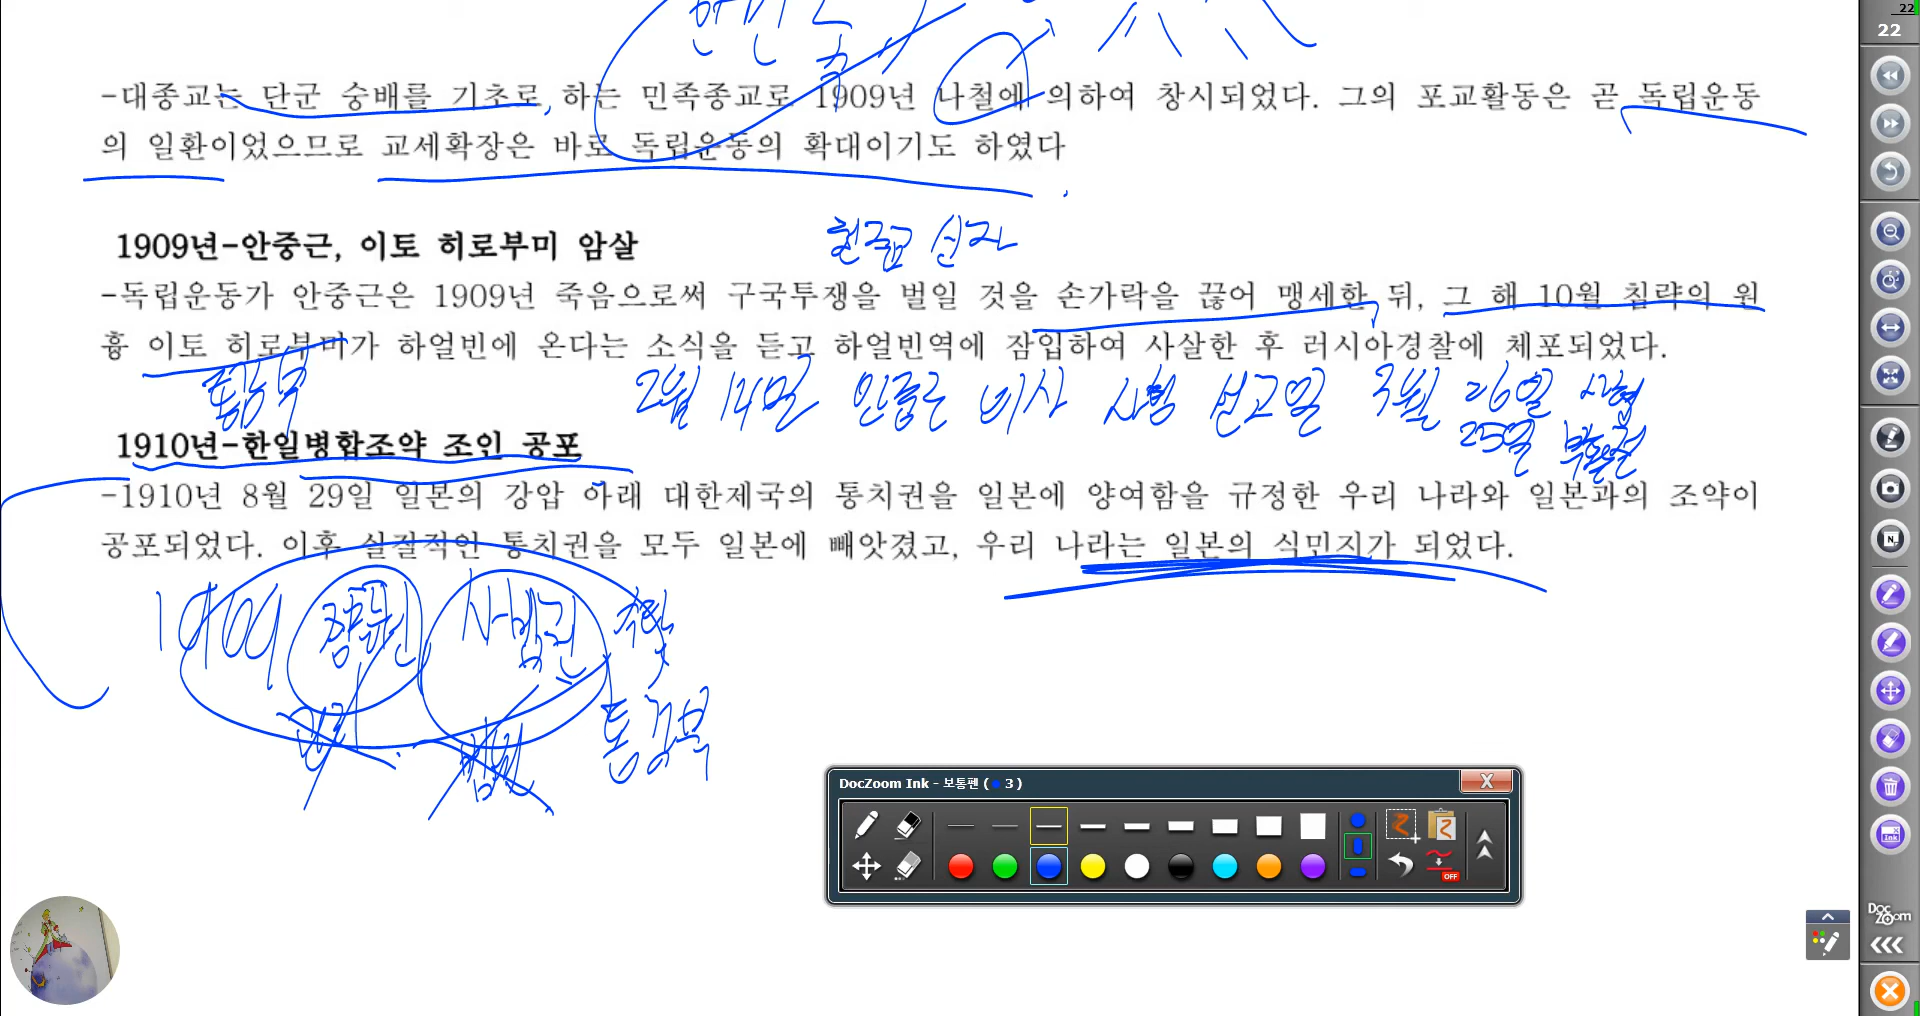 22
22
-대종교는 단군 숭배를 기초로, 하는 민족종교로 1909년 나철에 의하여 창시되었다. 그의 포교활동은 곧 독립운동
의 일환이었으므로 교세확장은 바로 독립운동의 확대이기도 하였다
1909년-안중근, 이토 히로부미 암살
-독립운동가 안중근은 1909년 죽음으로써 구국투쟁을 벌일 것을 손가락을 끊어 맹세한 뒤, 그 해 10월 침략의 원
흉 이토 히로부미가 하얼빈에 온다는 소식을 듣고 하얼빈역에 잠입하여 사살한 후 러시아경찰에 체포되었다.
2월 14일 안중근 의사 사형 선고일 3월 26일 사형
25일
1910년-한일병합조약 조인 공포
-1910년 8월 29일 일본의 강압 아래 대한제국의 통치권을 일본에 양여함을 규정한 우리 나라와 일본과의 조약이
공포되었다. 이후 실질적인 통치권을 모두 일본에 빼앗겼고, 우리 나라는 일본의 식민지가 되었다.
사법권
DocZoom Ink - 보통펜 ( 3 )
X
OFF
N
Ink
Doc
Zoom